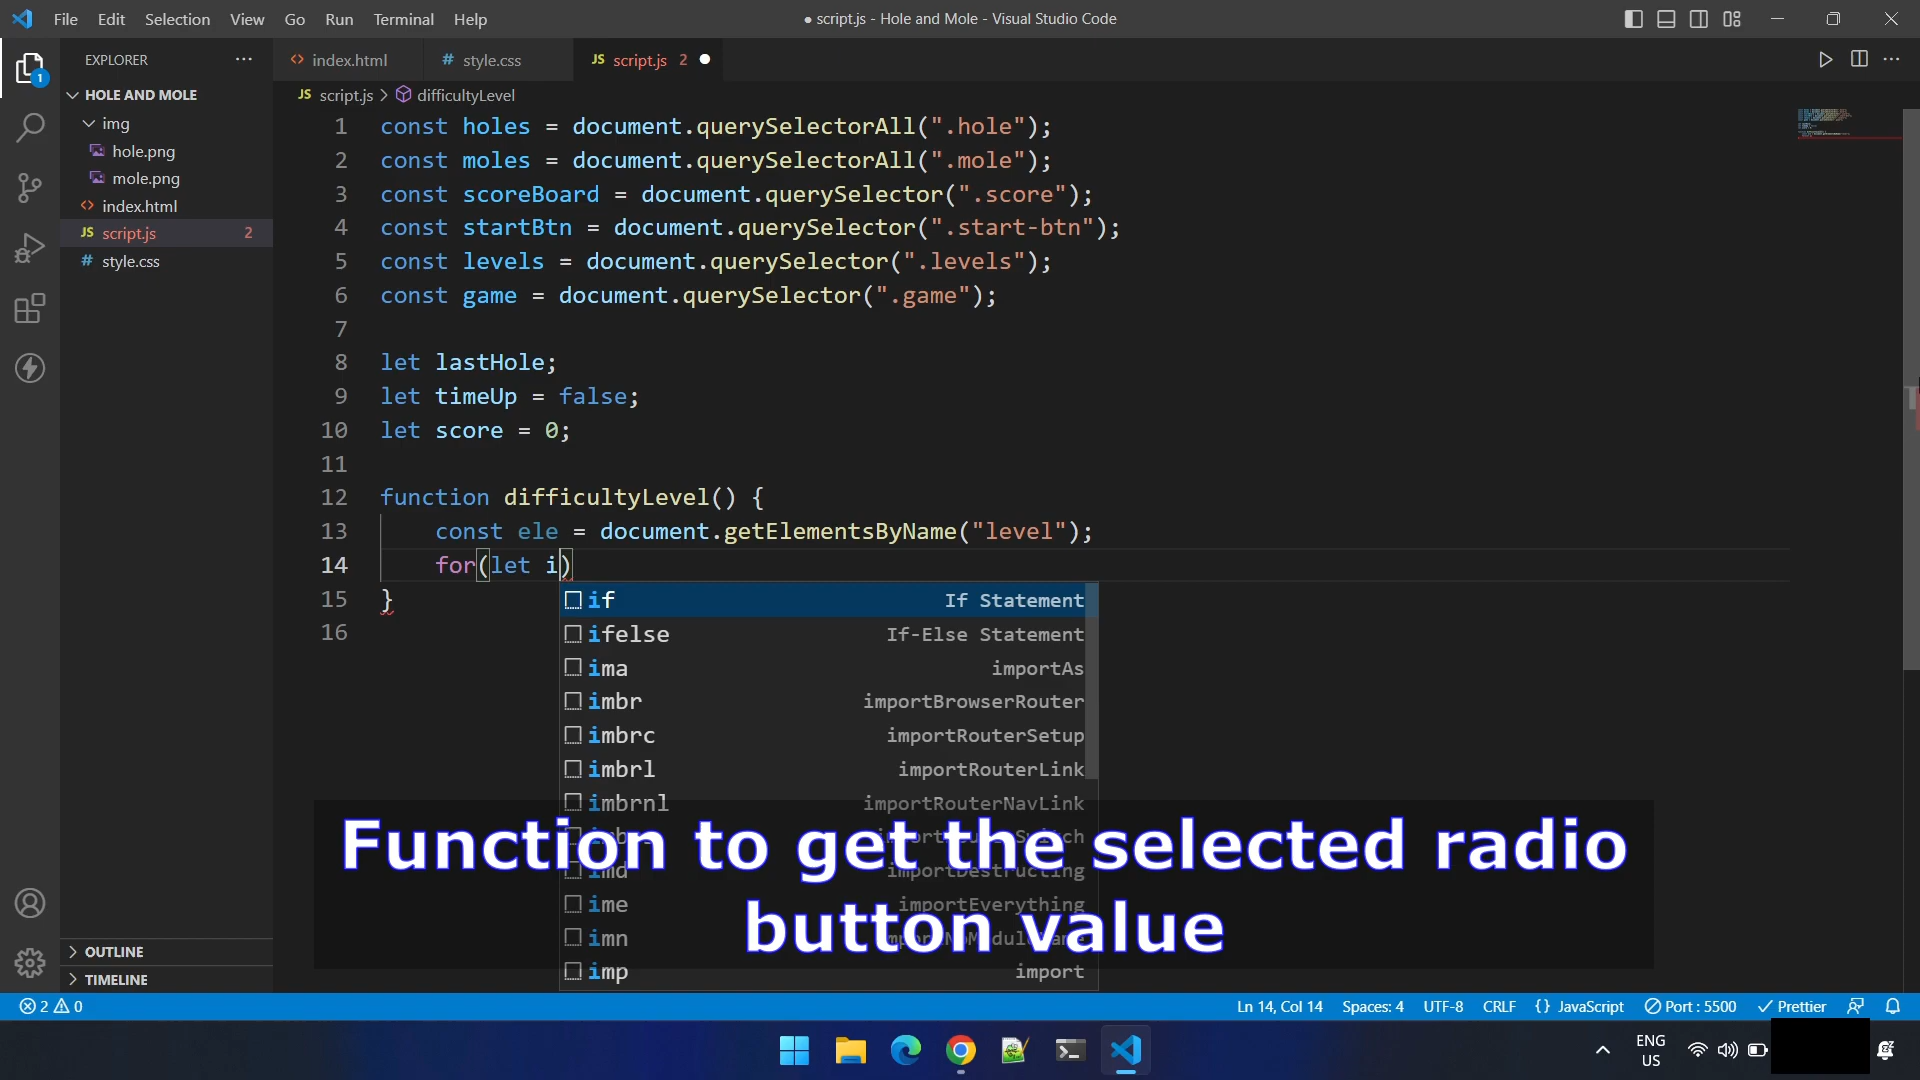 File Edit Selection View Go Run Terminal Help
● script.js - Hole and Mole - Visual Studio Code
EXPLORER
HOLE AND MOLE
img
hole.png
mole.png
index.html
JS script.js 2
# style.css
1
<> index.html
# style.css
JS script.js 2
JS script.js > difficultyLevel
1 const holes = document.querySelectorAll(".hole");
2 const moles = document.querySelectorAll(".mole");
3 const scoreBoard = document.querySelector(".score");
4 const startBtn = document.querySelector(".start-btn");
5 const levels = document.querySelector(".levels");
6 const game = document.querySelector(".game");
7
8 let lastHole;
9 let timeUp = false;
10 let score = 0;
11
12 function difficultyLevel() {
13 const ele = document.getElementsByName("level");
14 for(let i)
15 }
16
if If Statement
ifelse If-Else Statement
ima importAs
imbr importBrowserRouter
imbrc importRouterSetup
imbrl importRouterLink
imbrnl importRouterNavLink
imd importDestructing
ime importEverything
imn
imp import
Function to get the selected radio
button value
OUTLINE
TIMELINE
2 0
Ln 14, Col 14 Spaces: 4 UTF-8 CRLF {} JavaScript Port : 5500 Prettier
ENG
US